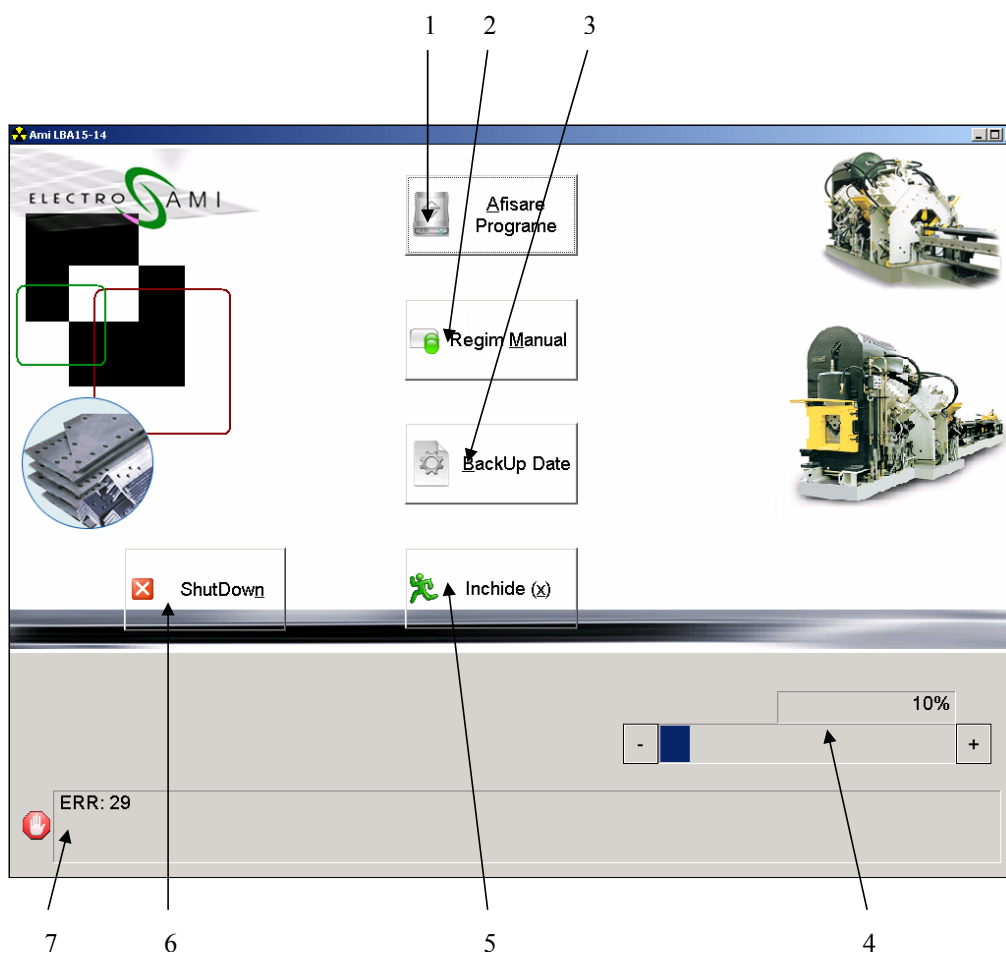 1 2 3
Ami LBA15-14
ELECTRO SAMI
Afisare
Programe
Regim Manual
BackUp Date
ShutDown
Inchide (x)
10%
- +
ERR: 29
7 6 5 4